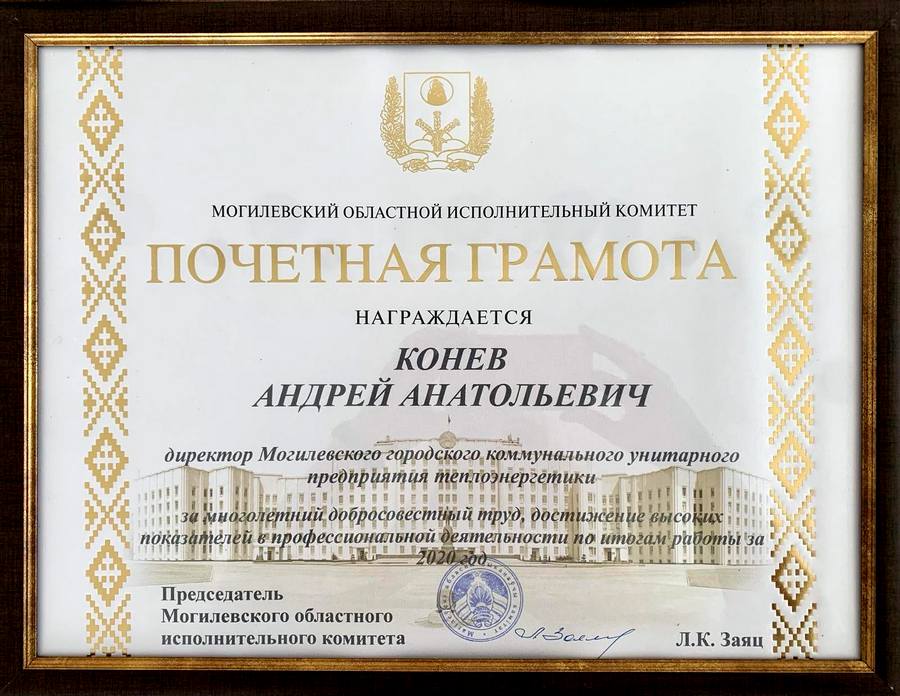 МОГИЛЕВСКИЙ ОБЛАСТНОЙ ИСПОЛНИТЕЛЬНЫЙ КОМИТЕТ
ПОЧЕТНАЯ ГРАМОТА
НАГРАЖДАЕТСЯ
КОНЕВ
АНДРЕЙ АНАТОЛЬЕВИЧ
директор Могилевского городского коммунального унитарного
предприятия теплоэнергетики
за многолетний добросовестный труд, достижение высоких
показателей в профессиональной деятельности по итогам работы за
2020 год
Председатель
Могилевского областного
исполнительного комитета
Л.К. Заяц